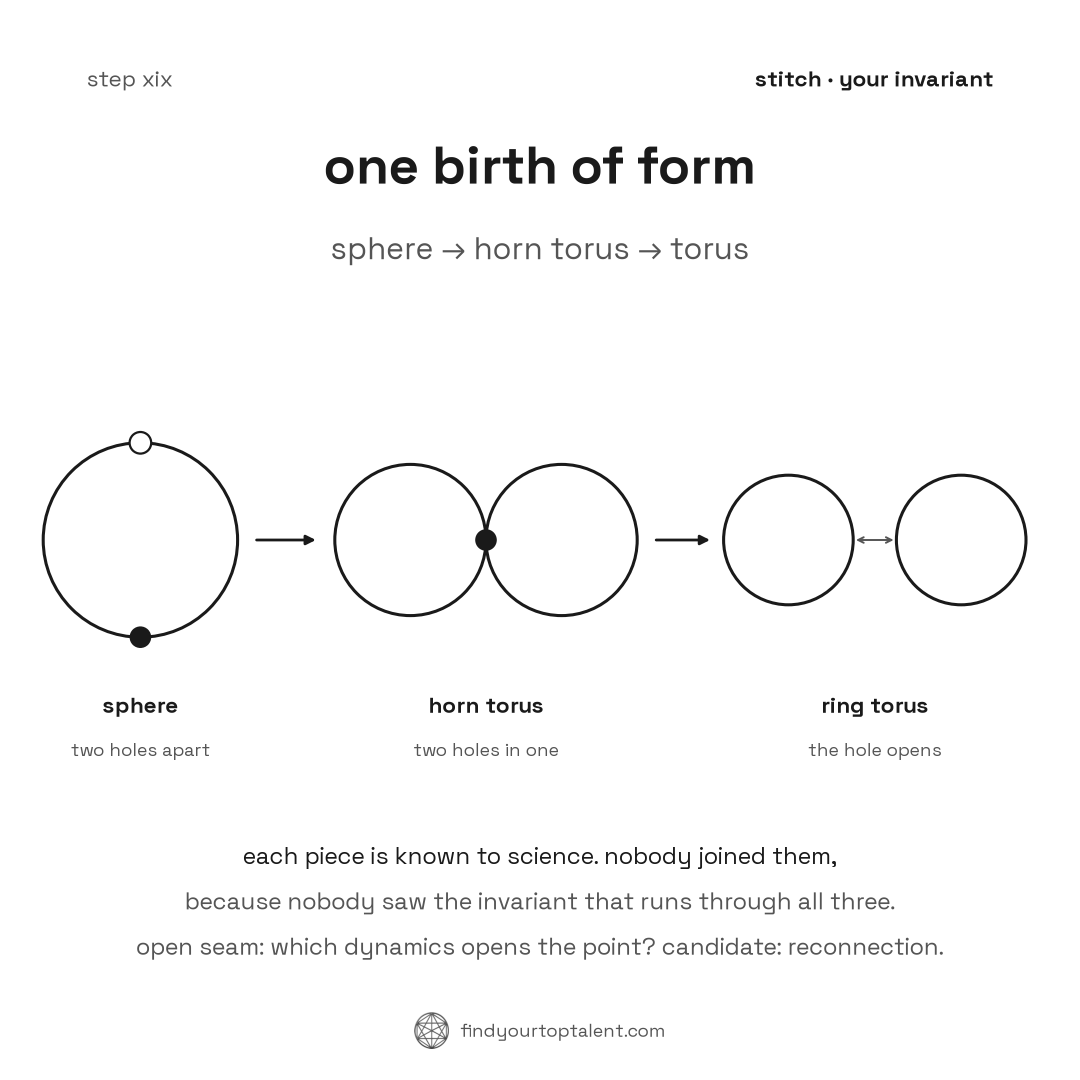 step xix
stitch · your invariant
one birth of form
sphere → horn torus → torus
sphere
horn torus
ring torus
two holes apart
two holes in one
the hole opens
each piece is known to science. nobody joined them,
because nobody saw the invariant that runs through all three.
open seam: which dynamics opens the point? candidate: reconnection.
findyourtoptalent.com